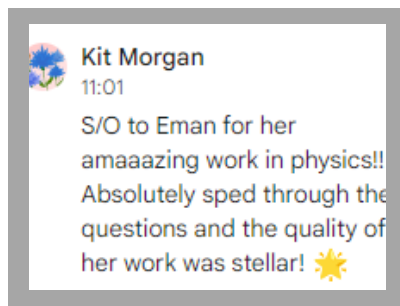 Kit Morgan
11:01
S/O to Eman for her
amaaazing work in physics!!
Absolutely sped through the
questions and the quality of
her work was stellar! 🌟